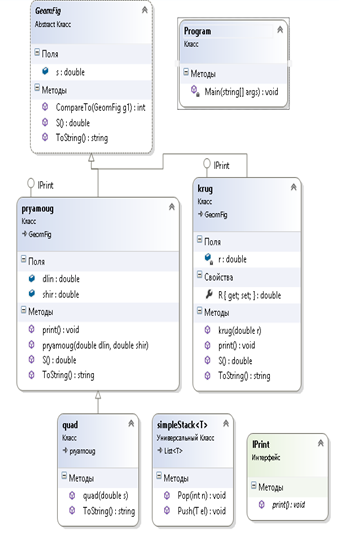 GeomFig
Abstract Класс
Поля
s : double
Методы
CompareTo(GeomFig g1) : int
S() : double
ToString() : string
Program
Класс
Методы
Main(string[] args) : void
IPrint
pryamoug
Класс
GeomFig
Поля
dlin : double
shir : double
Методы
print() : void
pryamoug(double dlin, double shir)
S() : double
ToString() : string
IPrint
krug
Класс
GeomFig
Поля
r : double
Свойства
R { get; set; } : double
Методы
krug(double r)
print() : void
S() : double
ToString() : string
quad
Класс
pryamoug
Методы
quad(double s)
ToString() : string
simpleStack<T>
Универсальный Класс
List<T>
Методы
Pop(int n) : void
Push(T el) : void
IPrint
Интерфейс
Методы
print() : void